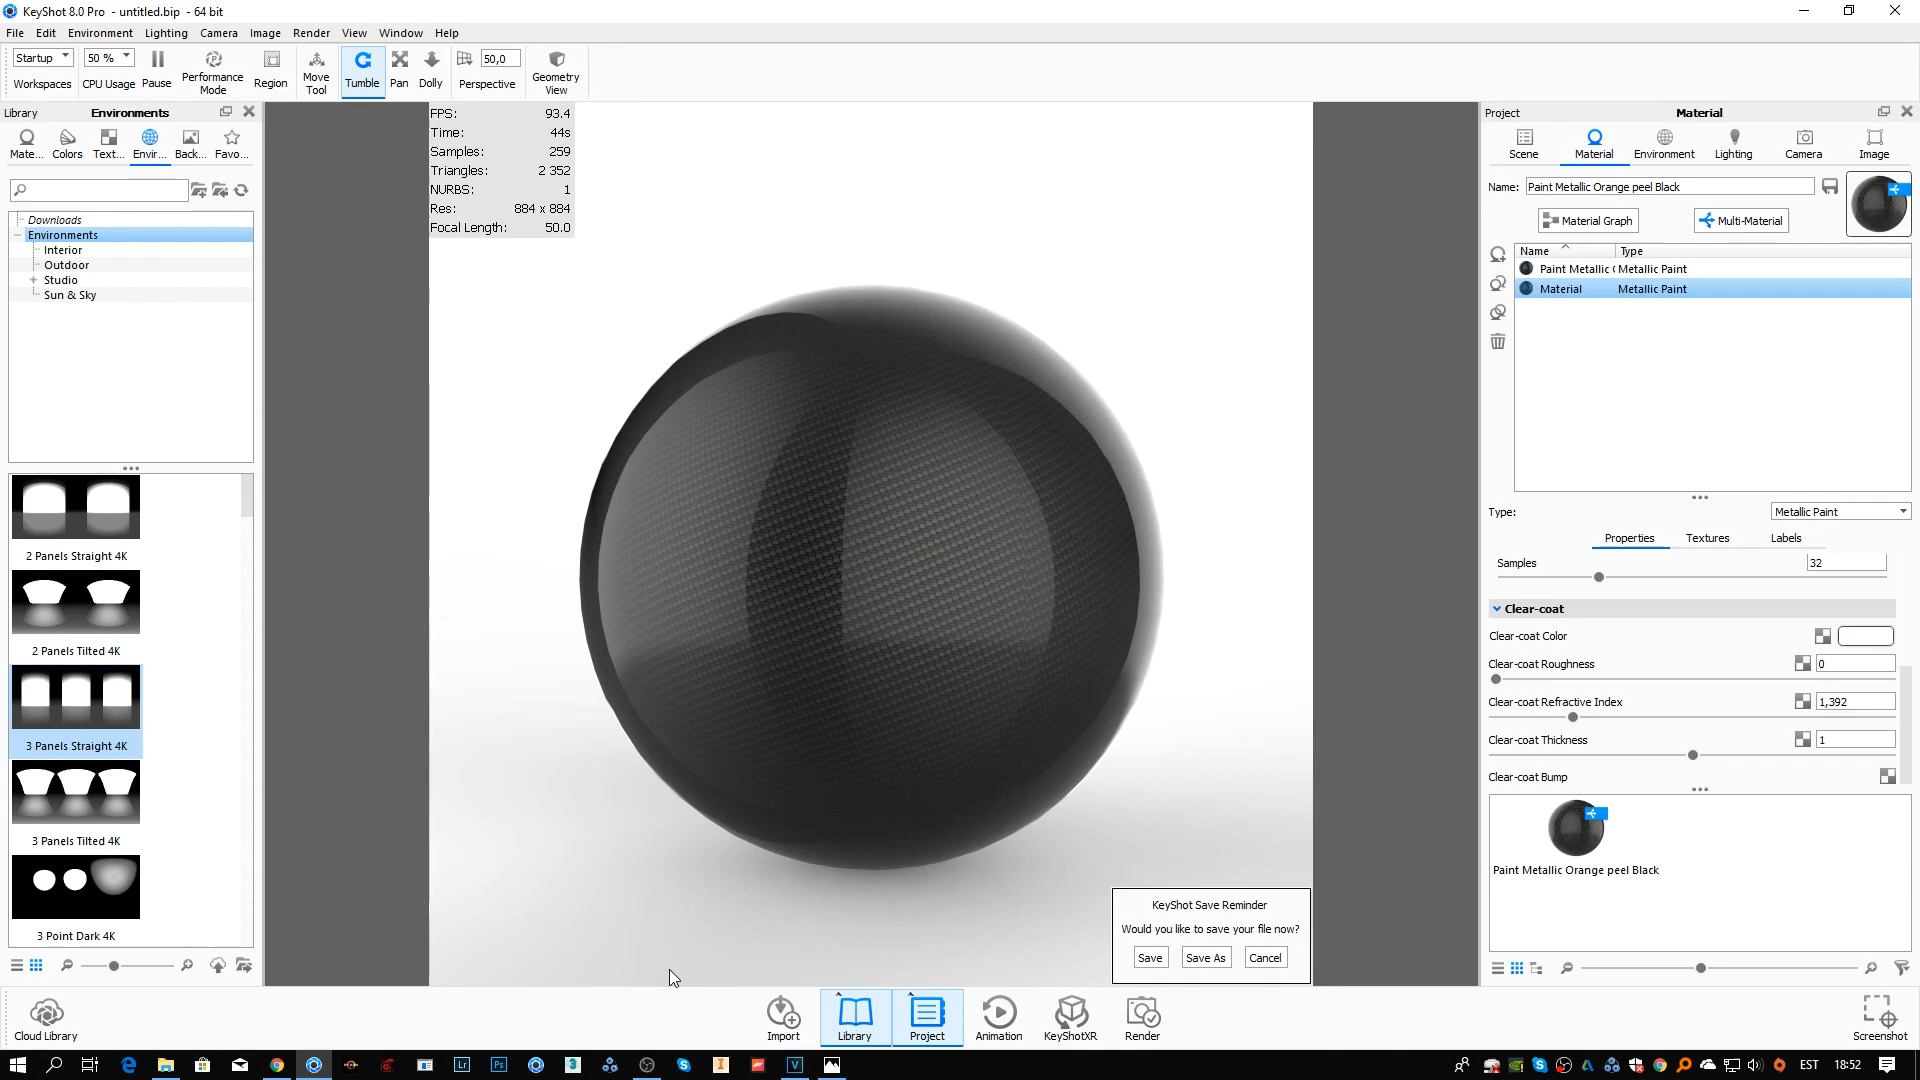 KeyShot 8.0 Pro - untitled.bip - 64 bit
File Edit Environment Lighting Camera Image Render View Window Help
Startup 50 % 50,0
Workspaces CPU Usage Pause Performance Mode Region Move Tool Tumble Pan Dolly Perspective Geometry View
Library Environments
Mate... Colors Text... Envir... Back... Favo...
Downloads
Environments
Interior
Outdoor
Studio
Sun & Sky
2 Panels Straight 4K
2 Panels Tilted 4K
3 Panels Straight 4K
3 Panels Tilted 4K
3 Point Dark 4K
FPS: 93.4
Time: 44s
Samples: 259
Triangles: 2 352
NURBS: 1
Res: 884 x 884
Focal Length: 50.0
KeyShot Save Reminder
Would you like to save your file now?
Save Save As Cancel
Project Material
Scene Material Environment Lighting Camera Image
Name: Paint Metallic Orange peel Black
Material Graph Multi-Material
Name Type
Paint Metallic Metallic Paint
Material Metallic Paint
Type: Metallic Paint
Properties Textures Labels
Samples 32
Clear-coat
Clear-coat Color
Clear-coat Roughness 0
Clear-coat Refractive Index 1,392
Clear-coat Thickness 1
Clear-coat Bump
Paint Metallic Orange peel Black
Cloud Library Import Library Project Animation KeyShotXR Render Screenshot
Lr Ps 3 S I V A EST 18:52